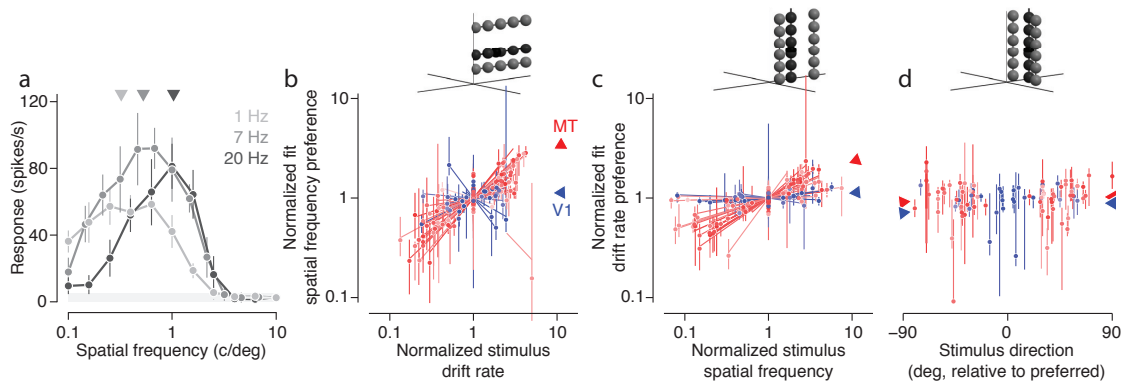 a
120
80
40
0
Response (spikes/s)
1 Hz
7 Hz
20 Hz
0.1
1
10
Spatial frequency (c/deg)
b
10
1
0.1
Normalized fit
spatial frequency preference
MT
V1
0.1
1
10
Normalized stimulus
drift rate
c
10
1
0.1
Normalized fit
drift rate preference
0.1
1
10
Normalized stimulus
spatial frequency
d
−90
0
90
Stimulus direction
(deg, relative to preferred)